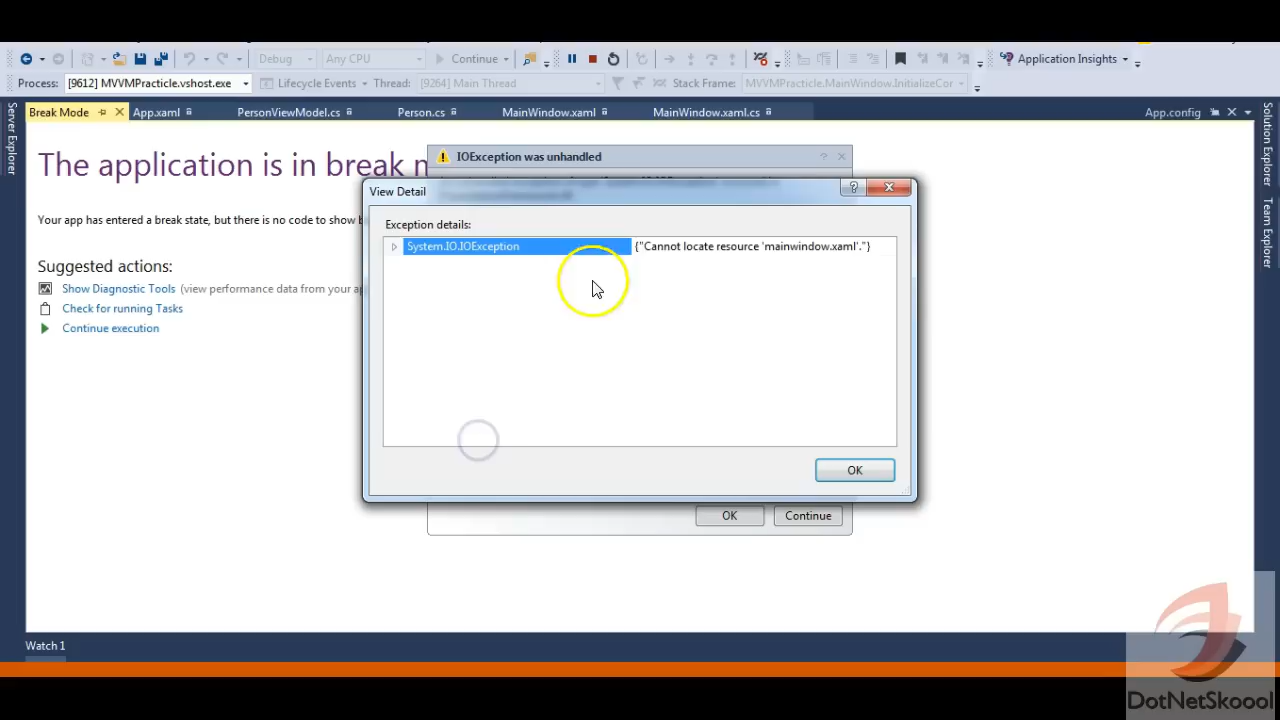 Debug
Any CPU
Continue
Application Insights
Process:
[9612] MVVMPracticle.vshost.exe
Lifecycle Events
Thread:
[9264] Main Thread
Stack Frame:
MVVMPracticle.MainWindow.InitializeCor
Server Explorer
Break Mode
App.xaml
PersonViewModel.cs
Person.cs
MainWindow.xaml
MainWindow.xaml.cs
App.config
Solution Explorer
Team Explorer
The application is in break m
IOException was unhandled
View Detail
Your app has entered a break state, but there is no code to show
Exception details:
System.IO.IOException
{"Cannot locate resource 'mainwindow.xaml'."}
Suggested actions:
Show Diagnostic Tools (view performance data from your ap
Check for running Tasks
Continue execution
OK
OK
Continue
Watch 1
DotNetSkoool